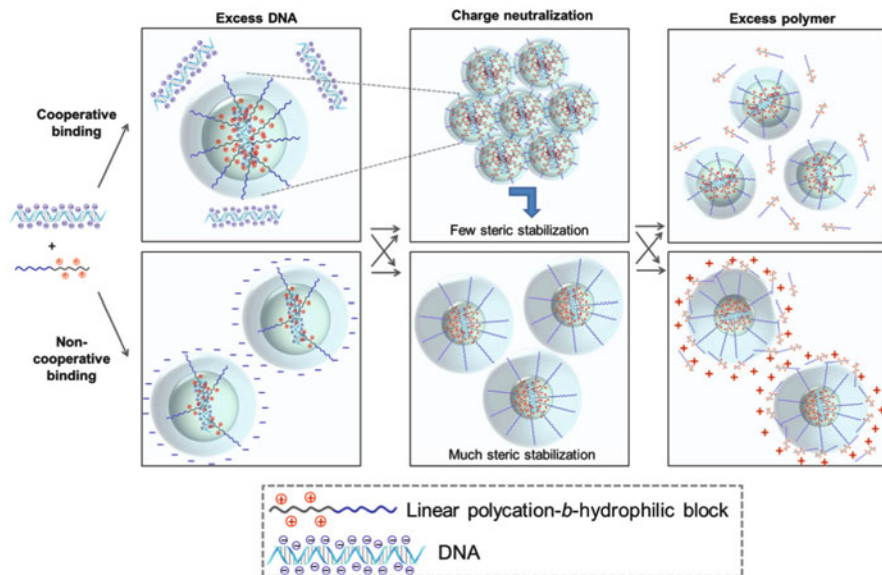 Excess DNA
Charge neutralization
Excess polymer
Cooperative
binding
Few steric stabilization
+
Non-
cooperative
binding
Much steric stabilization
Linear polycation-b-hydrophilic block
DNA